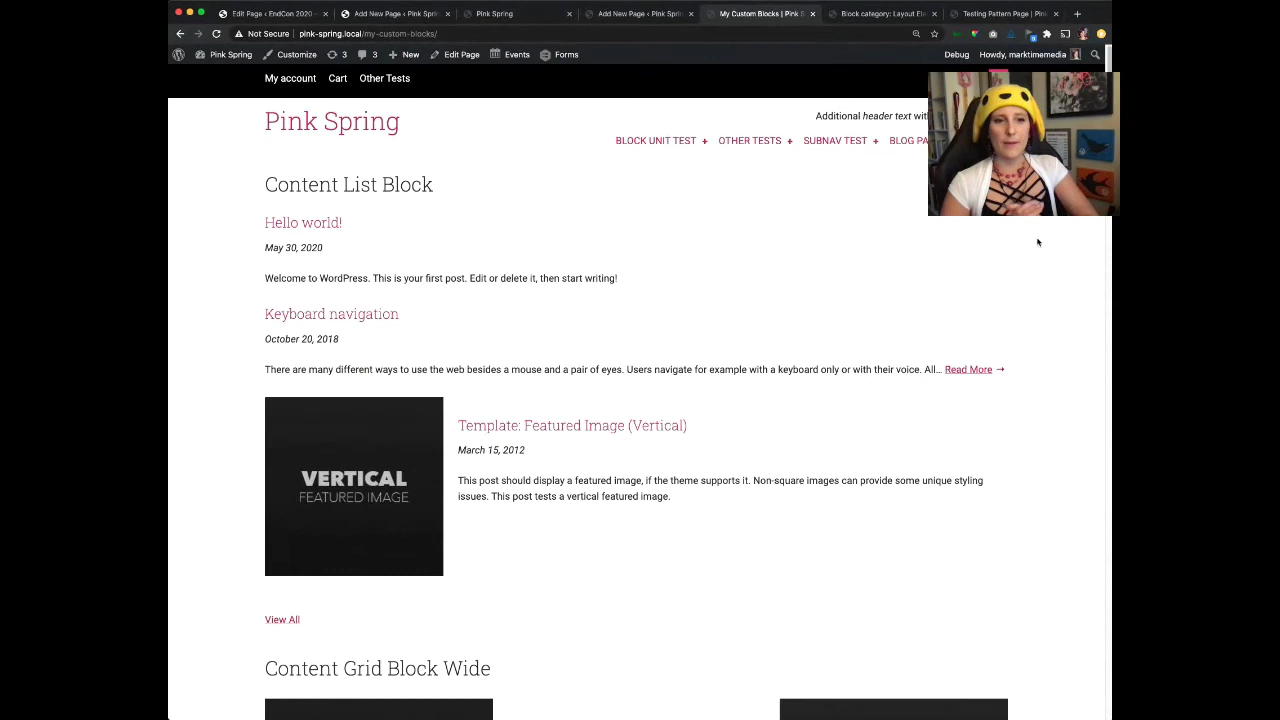 Edit Page ‹ EndCon 2020 –
Add New Page ‹ Pink Sprin
Pink Spring
Add New Page ‹ Pink Sprin
My Custom Blocks | Pink S
Block category: Layout Ele
Testing Pattern Page | Pink
Not Secure | pink-spring.local/my-custom-blocks/
Pink Spring
Customize
3
3
New
Edit Page
Events
Forms
Debug
Howdy, marktimemedia
My account
Cart
Other Tests
Pink Spring
Additional header text wit
BLOCK UNIT TEST +
OTHER TESTS +
SUBNAV TEST +
BLOG PA
Content List Block
Hello world!
May 30, 2020
Welcome to WordPress. This is your first post. Edit or delete it, then start writing!
Keyboard navigation
October 20, 2018
There are many different ways to use the web besides a mouse and a pair of eyes. Users navigate for example with a keyboard only or with their voice. All... Read More →
VERTICAL
FEATURED IMAGE
Template: Featured Image (Vertical)
March 15, 2012
This post should display a featured image, if the theme supports it. Non-square images can provide some unique styling
issues. This post tests a vertical featured image.
View All
Content Grid Block Wide